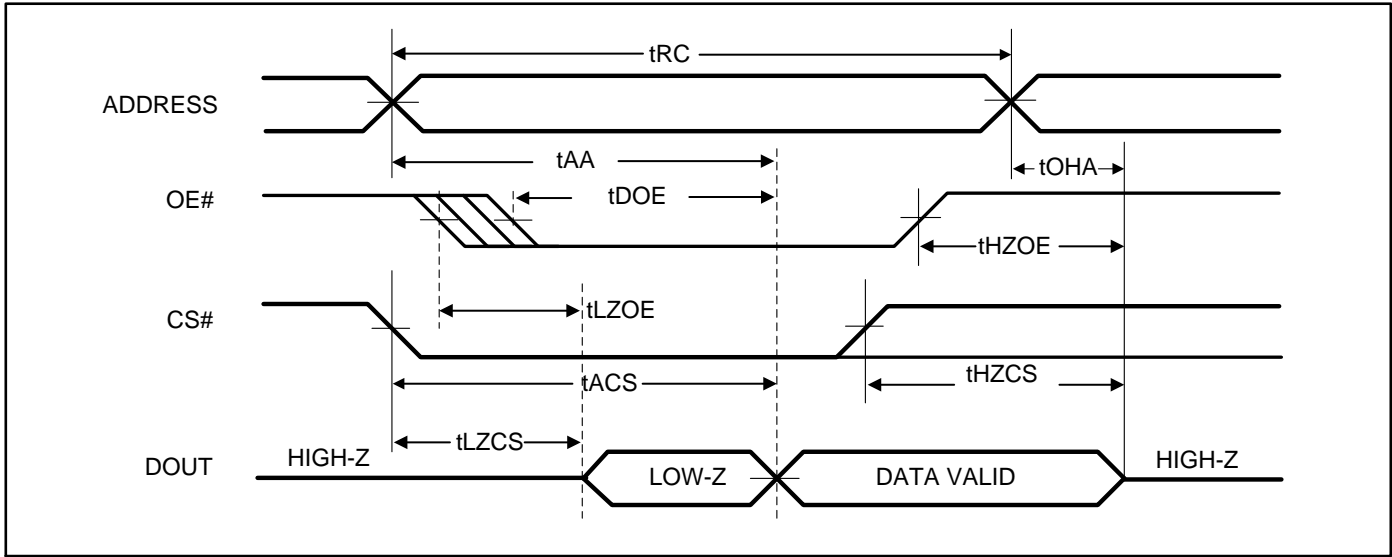 tRC
ADDRESS
tAA
tOHA
OE#
tDOE
tHZOE
tLZOE
CS#
tACS
tHZCS
tLZCS
DOUT
HIGH-Z
LOW-Z
DATA VALID
HIGH-Z